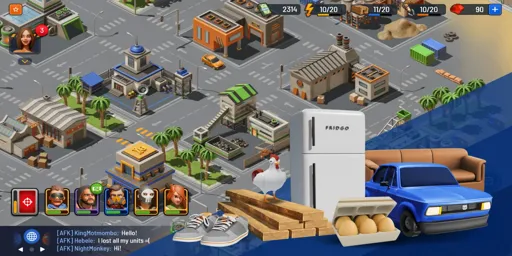 2314
10/20
11/20
10/20
90
3
FRIDGO
[AFK] KingMotmombo: Hello!
[AFK] Hebele: I lost all my units =(
[AFK] NightMonkey: Hi!